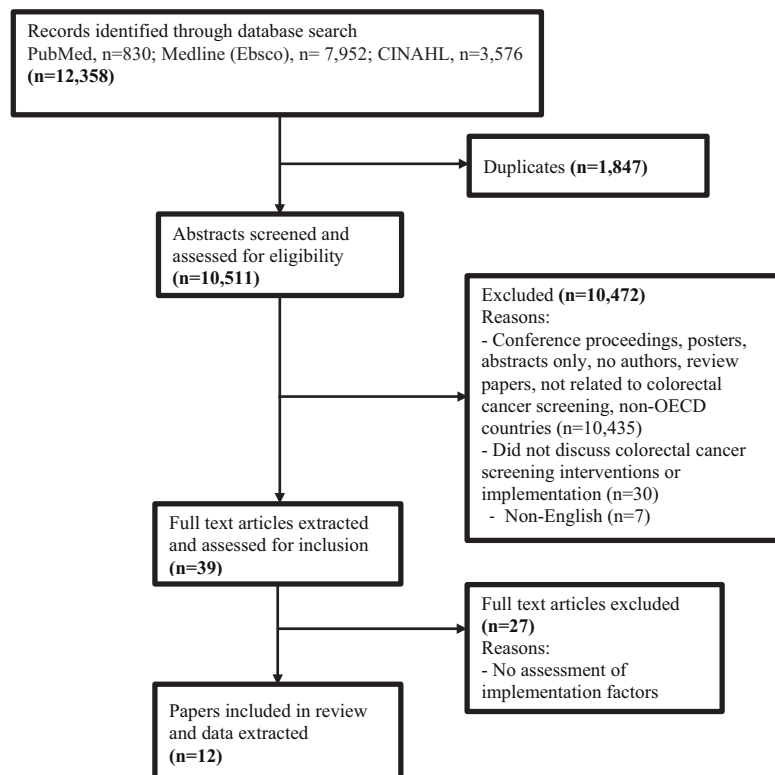 Records identified through database search
PubMed, n=830; Medline (Ebsco), n= 7,952; CINAHL, n=3,576
(n=12,358)
Duplicates (n=1,847)
Abstracts screened and
assessed for eligibility
(n=10,511)
Excluded (n=10,472)
Reasons:
- Conference proceedings, posters,
abstracts only, no authors, review
papers, not related to colorectal
cancer screening, non-OECD
countries (n=10,435)
- Did not discuss colorectal cancer
screening interventions or
implementation (n=30)
- Non-English (n=7)
Full text articles extracted
and assessed for inclusion
(n=39)
Full text articles excluded
(n=27)
Reasons:
- No assessment of
implementation factors
Papers included in review
and data extracted
(n=12)